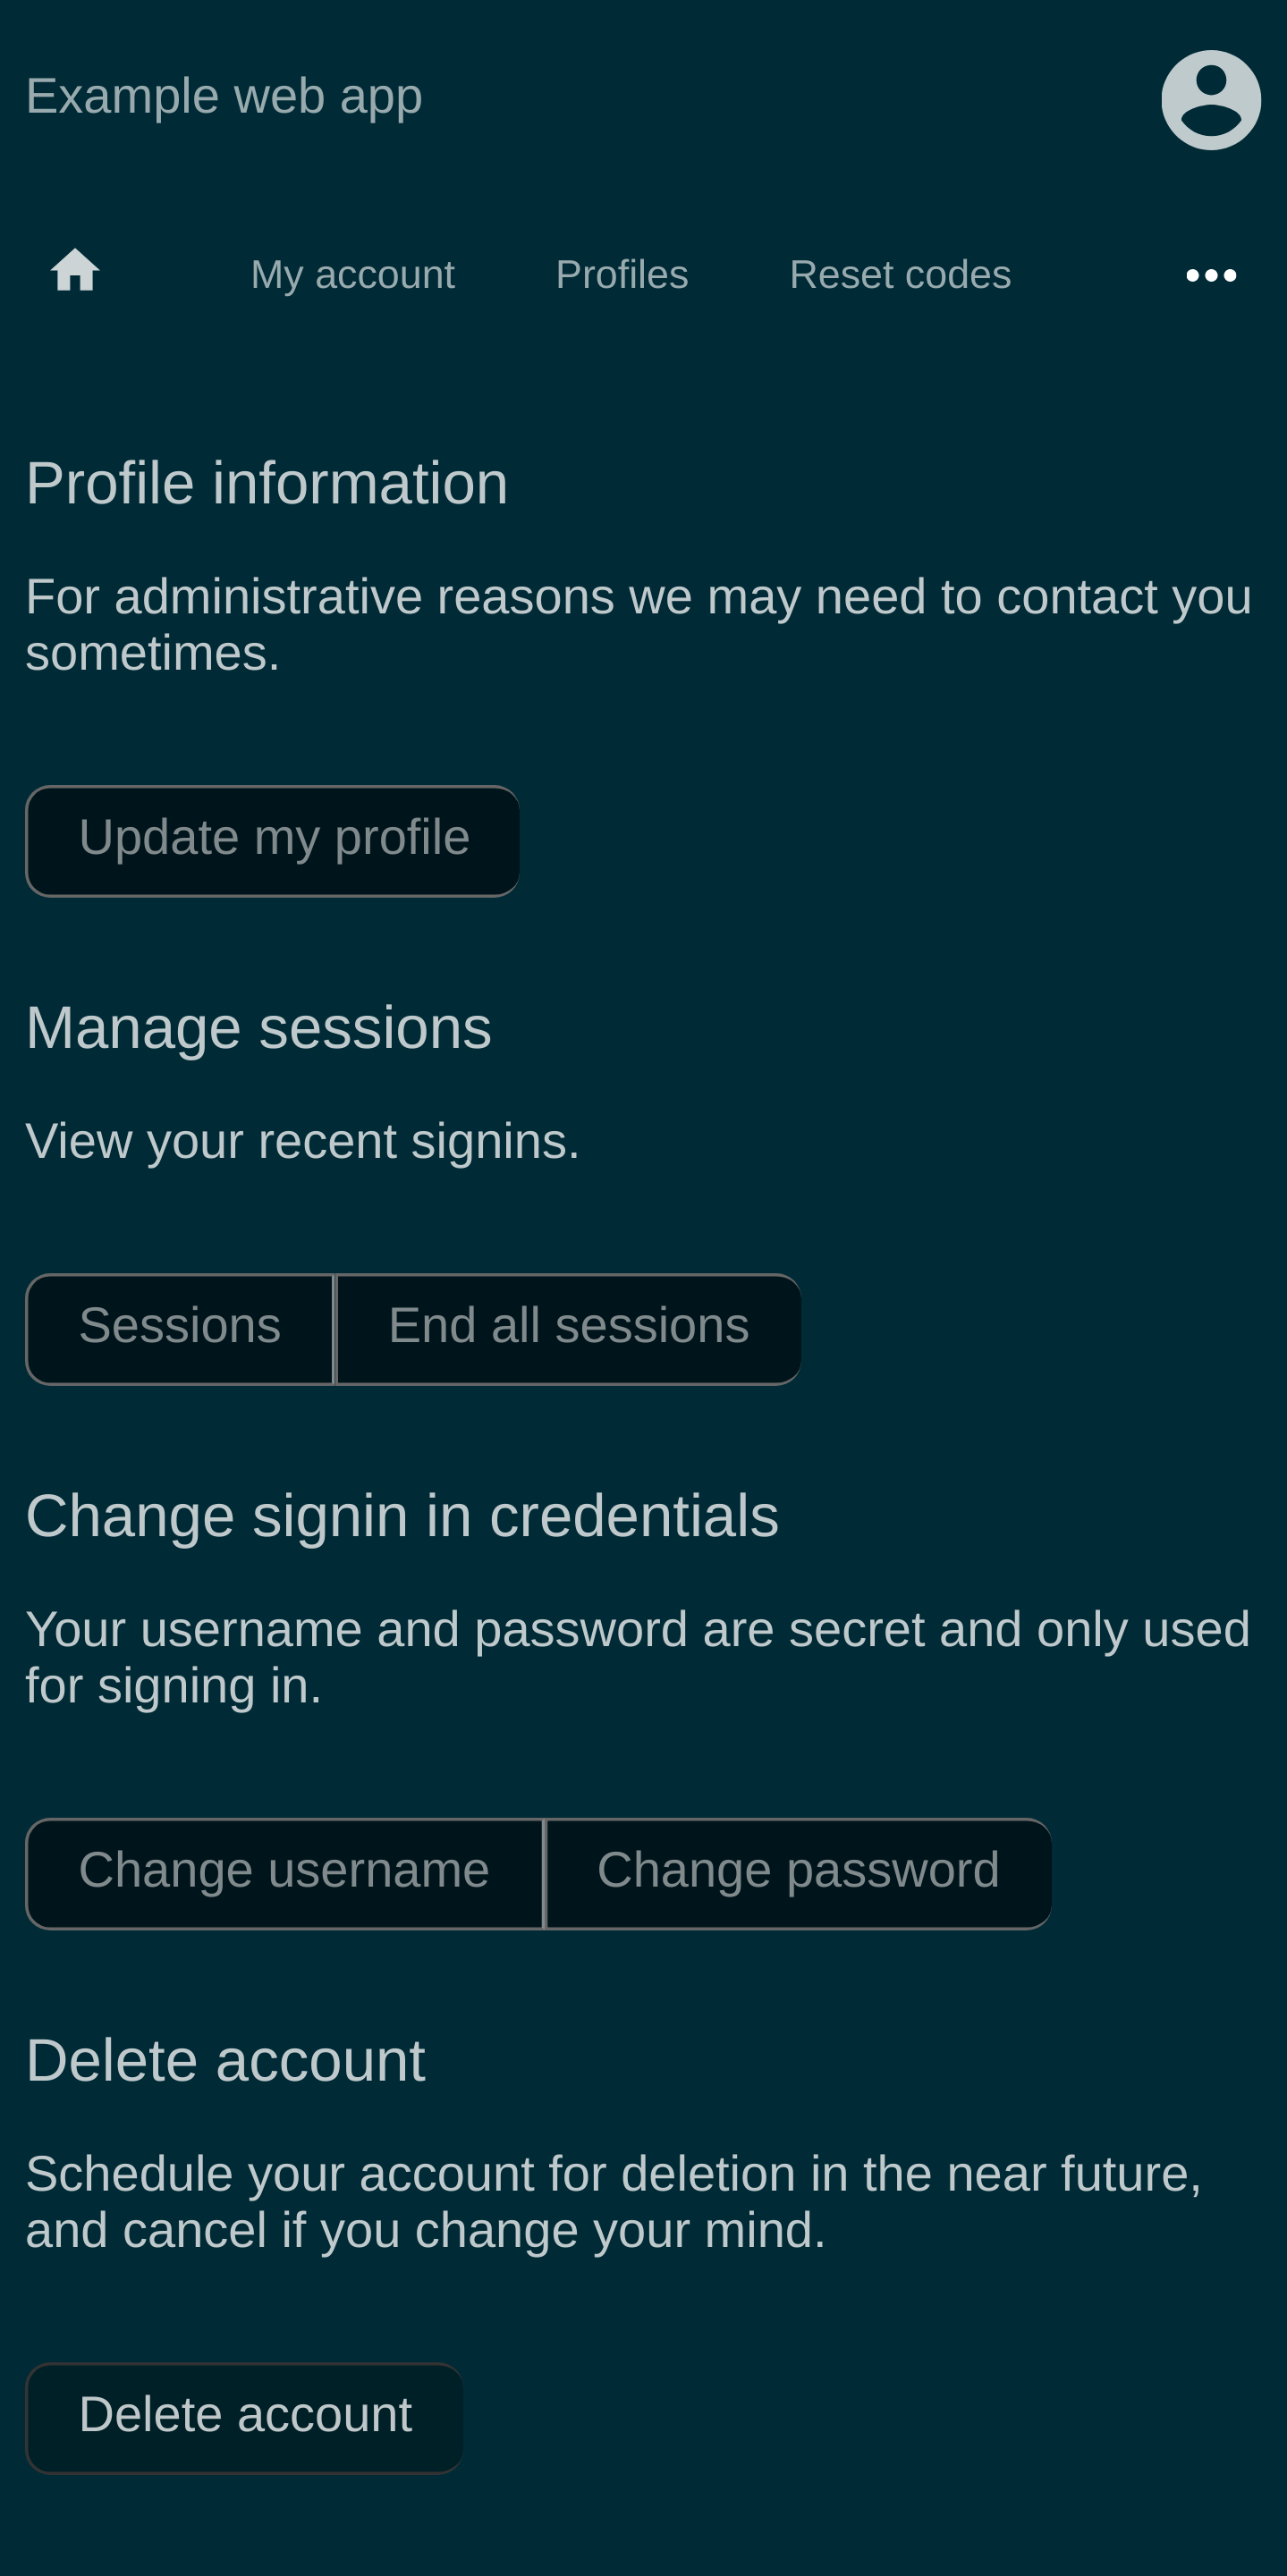 Example web app
My account Profiles Reset codes
Profile information
For administrative reasons we may need to contact you
sometimes.
Update my profile
Manage sessions
View your recent signins.
Sessions End all sessions
Change signin in credentials
Your username and password are secret and only used
for signing in.
Change username Change password
Delete account
Schedule your account for deletion in the near future,
and cancel if you change your mind.
Delete account